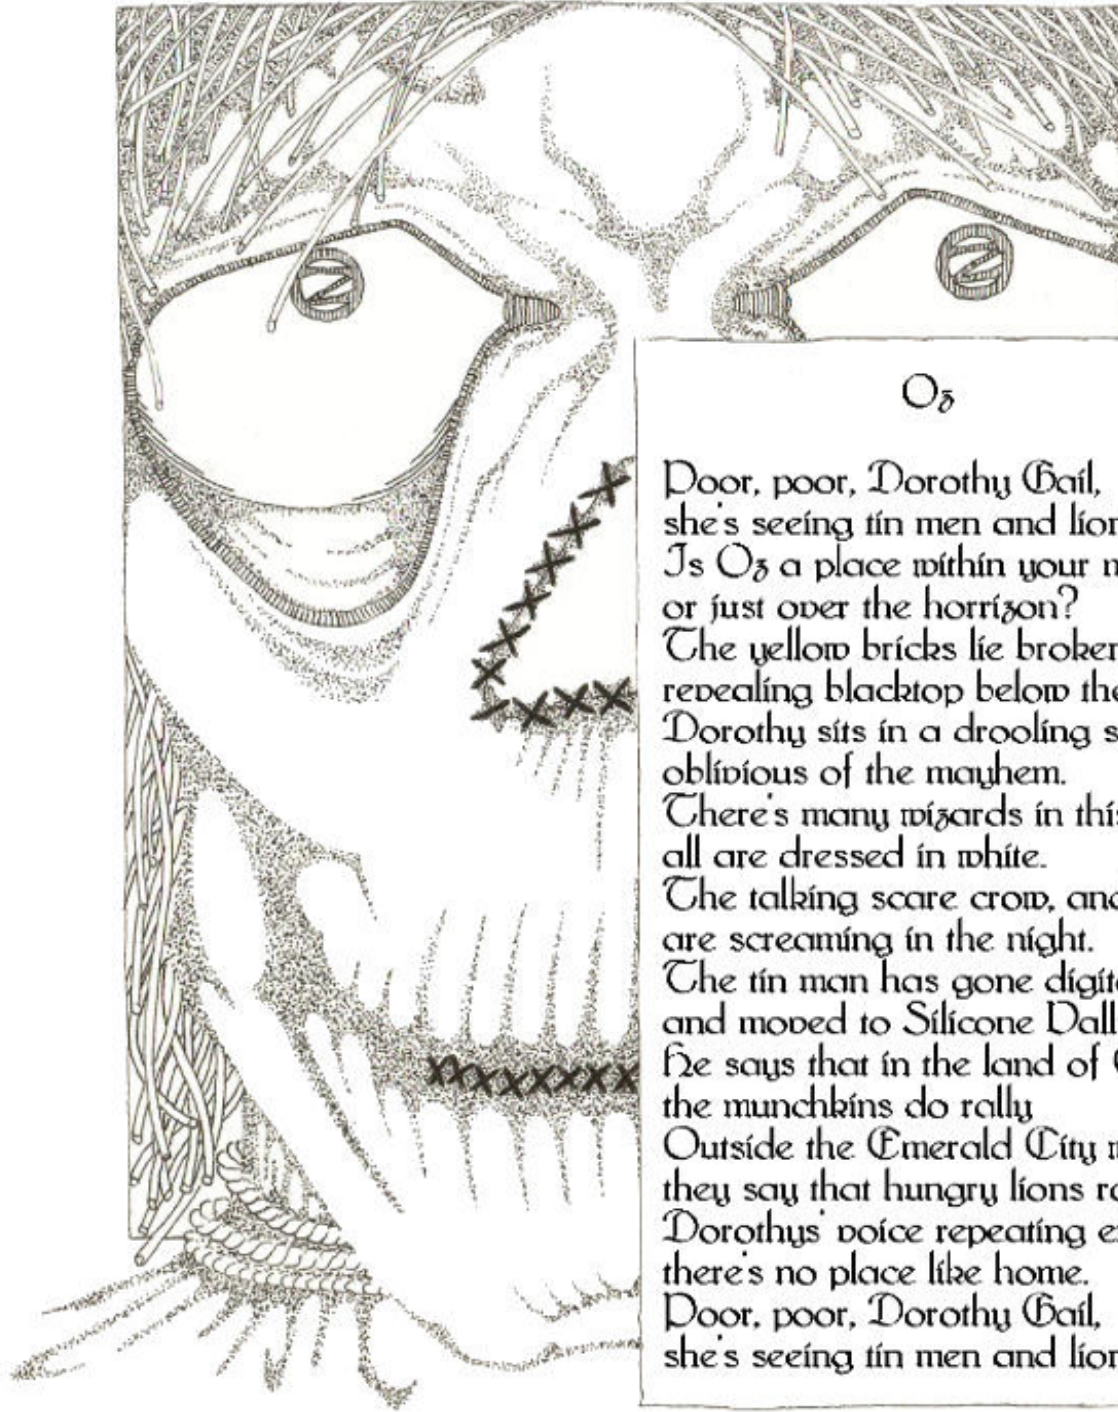 Oz
Poor, poor, Dorothy Gail,
she's seeing tin men and
Is Oz a place within your
or just over the horrizon?
The yellow bricks lie
revealing blacktop below
Dorothy sits in a drooling
oblivious of the mayhem.
There's many wizards in
all are dressed in white.
The talking scare crow,
are screaming in the night.
The tin man has gone
and moved to Silicone
He says that in the land of
the munchkins do rally
Outside the Emerald City
they say that hungry lions
Dorothys' voice repeating
there's no place like home.
Poor, poor, Dorothy Gail,
she's seeing tin men and